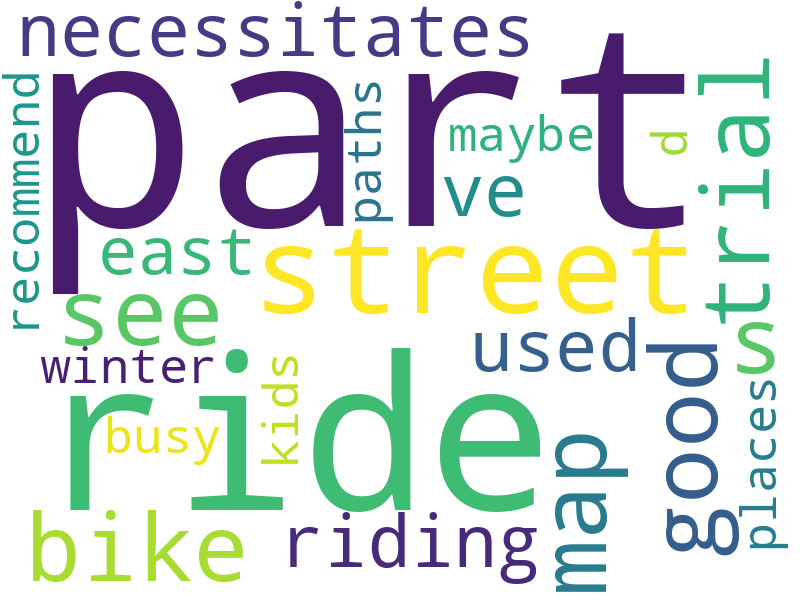 necessitates
part
recommend
paths
maybe
d
trial
ve
east
street
see
s
used
winter
ride
kids
busy
good
map
places
bike
riding